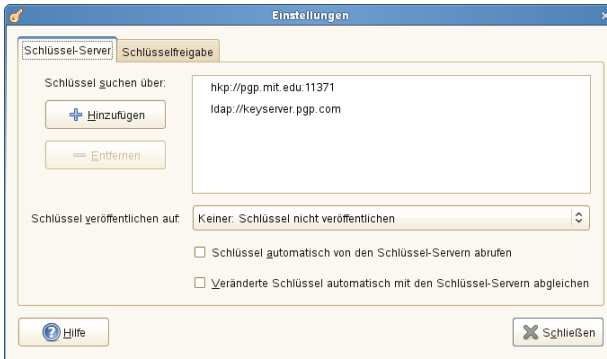 Einstellungen
Schlüssel-Server
Schlüsselfreigabe
Schlüssel suchen über:
hkp://pgp.mit.edu:11371
ldap://keyserver.pgp.com
Hinzufügen
Entfernen
Schlüssel veröffentlichen auf:
Keiner: Schlüssel nicht veröffentlichen
Schlüssel automatisch von den Schlüssel-Servern abrufen
Veränderte Schlüssel automatisch mit den Schlüssel-Servern abgleichen
Hilfe
Schließen